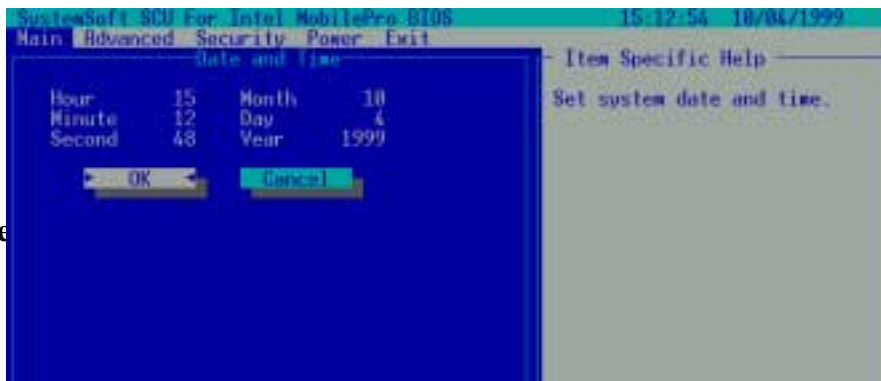 SystemSoft SCU For Intel MobilePro BIOS 15:12:54 10/04/1999
Main Advanced Security Power Exit
Date and Time
Item Specific Help
Hour 15 Month 10
Set system date and time.
Minute 12 Day 4
Second 48 Year 1999
OK Cancel
e